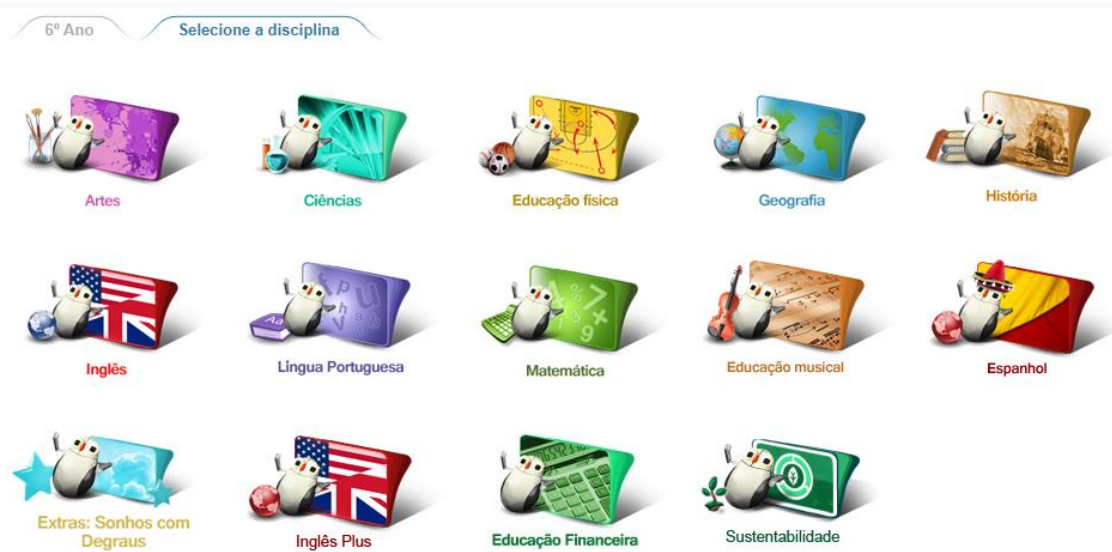 6º Ano
Selecione a disciplina
Artes
Ciências
Educação física
Geografia
História
Inglês
Língua Portuguesa
Matemática
Educação musical
Espanhol
Extras: Sonhos com
Degraus
Inglês Plus
Educação Financeira
Sustentabilidade